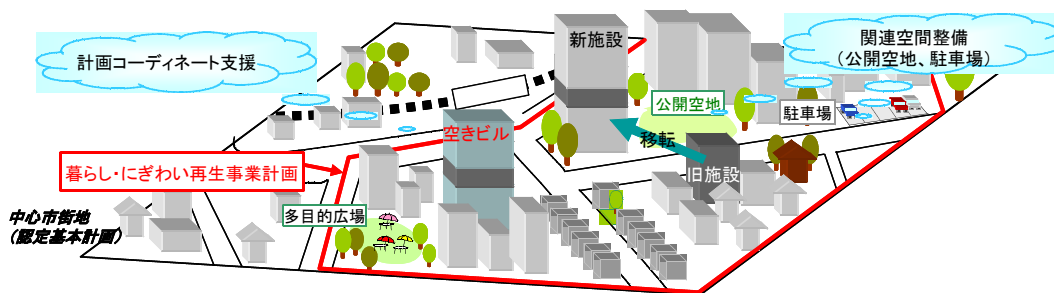 計画コーディネート支援
新施設
関連空間整備
(公開空地、駐車場)
公開空地
駐車場
空きビル
移転
旧施設
暮らし・にぎわい再生事業計画
多目的広場
中心市街地
(認定基本計画)